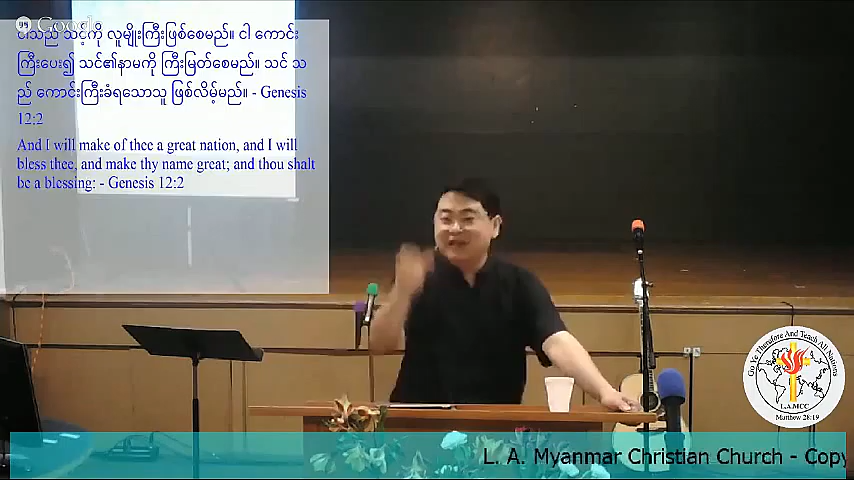 Google
ငါသည် သင့်ကို လူမျိုးကြီးဖြစ်စေမည်။ ငါ ကောင်း
ကြီးပေး၍ သင်၏နာမကို ကြီးမြတ်စေမည်။ သင် သ
ည် ကောင်းကြီးခံရသောသူ ဖြစ်လိမ့်မည်။ - Genesis
12:2
And I will make of thee a great nation, and I will
bless thee, and make thy name great; and thou shalt
be a blessing: - Genesis 12:2
Go Ye Therefore And Teach All Nations
L.A.M.C.C
Matthew 28:19
L. A. Myanmar Christian Church - Copy